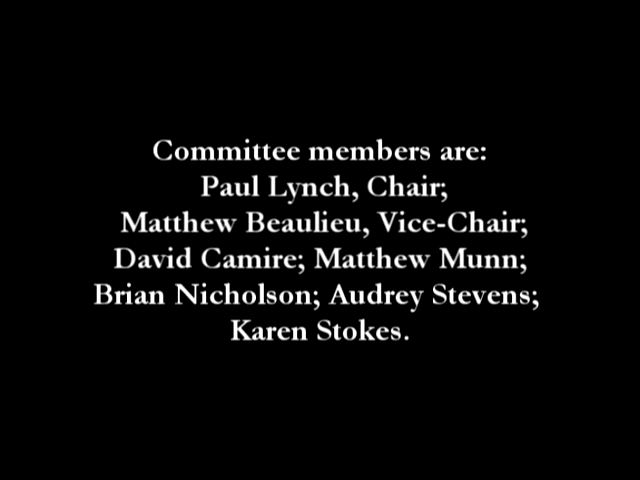 Committee members are:
Paul Lynch, Chair;
Matthew Beaulieu, Vice-Chair;
David Camire; Matthew Munn;
Brian Nicholson; Audrey Stevens;
Karen Stokes.